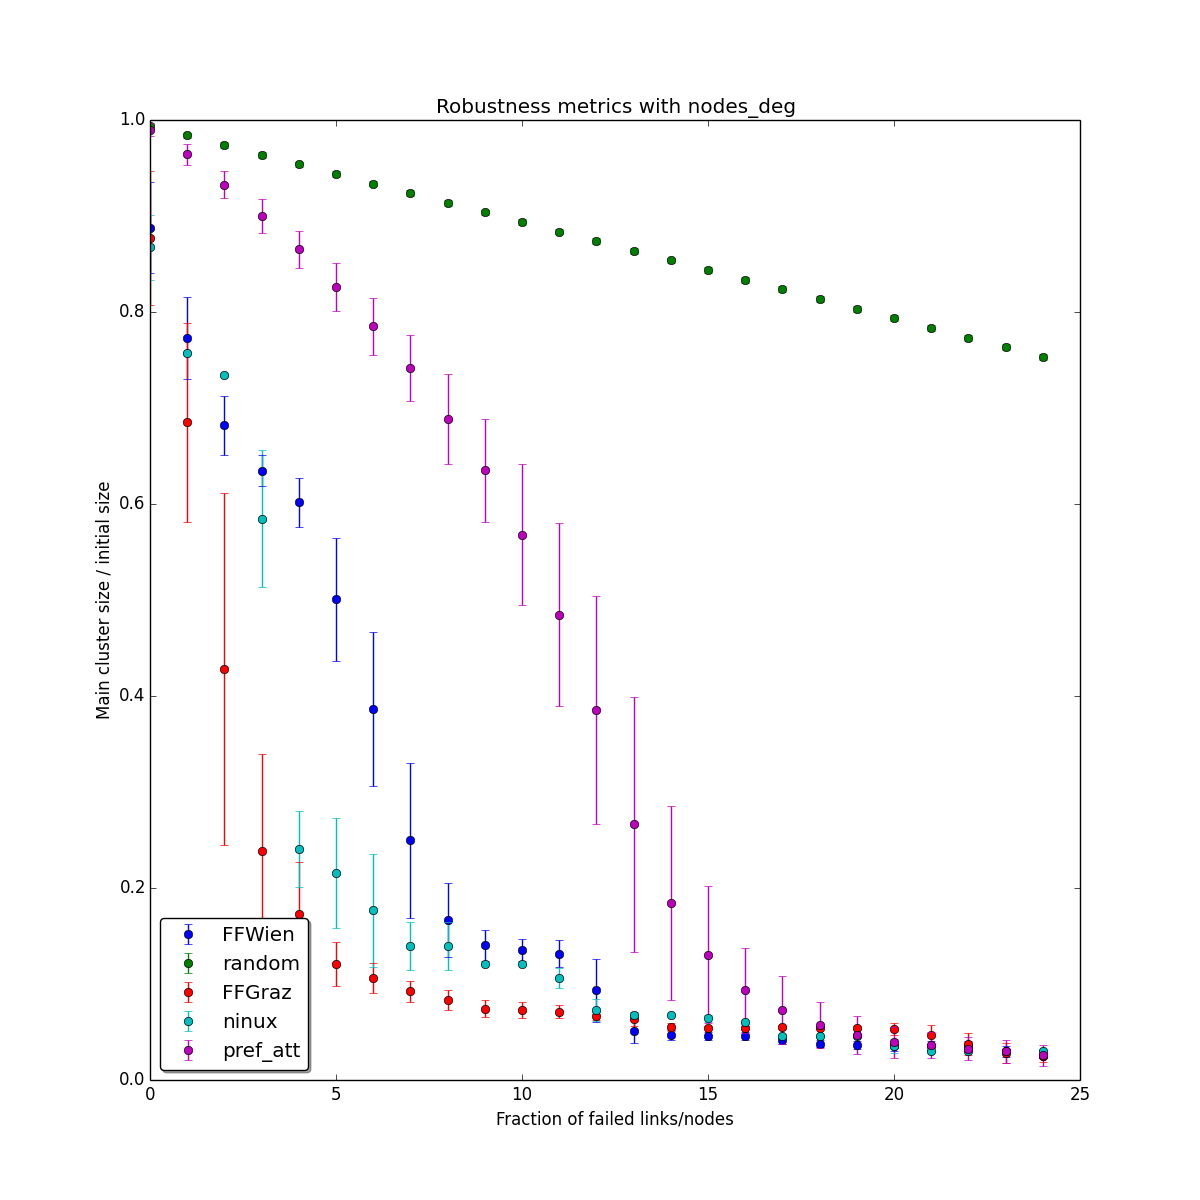 Robustness metrics with nodes_deg
Main cluster size / initial size
1.0
0.8
0.6
0.4
0.2
0.0
FFWien
random
FFGraz
ninux
pref_att
0 5 10 15 20 25
Fraction of failed links/nodes